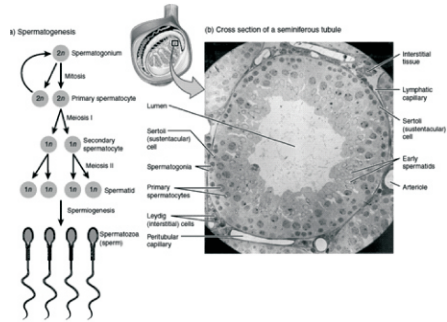 a) Spermatogenesis
2n
Spermatogonium
Mitosis
2n
2n
Primary spermatocyte
Meiosis I
1n
1n
Secondary
spermatocyte
Meiosis II
1n
1n
1n
1n
Spermatid
Spermiogenesis
Spermatozoa
(sperm)
(b) Cross section of a seminiferous tubule
Lumen
Sertoli
(sustentacular)
cell
Spermatogonia
Primary
spermatocytes
Leydig
(interstitial) cells
Peritubular
capillary
Interstitial
tissue
Lymphatic
capillary
Sertoli
(sustentacular)
cell
Early
spermatids
Arteriole